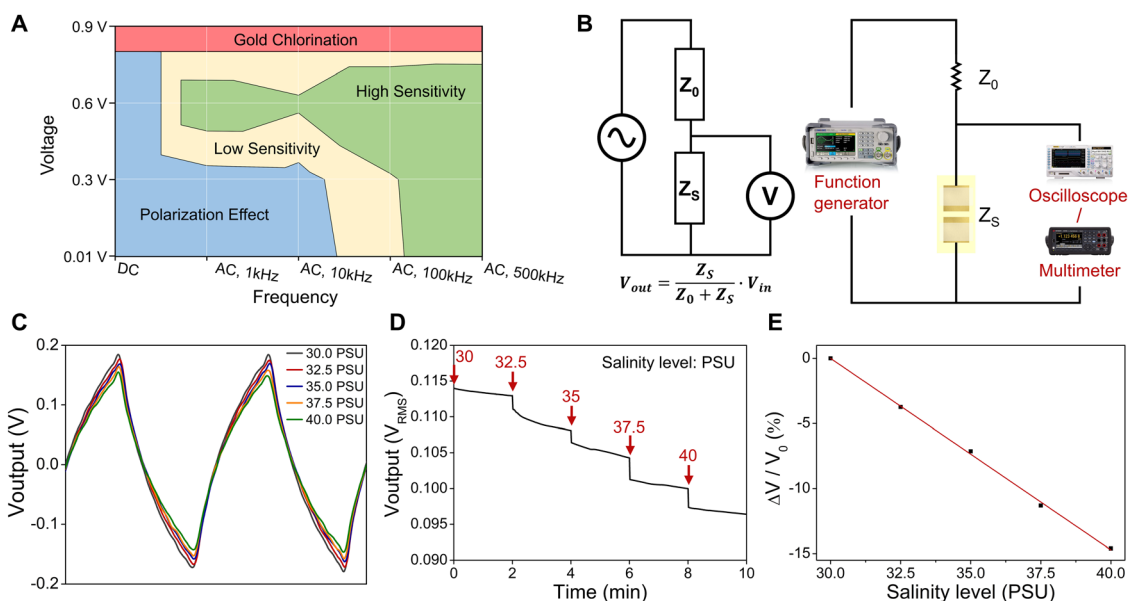 A
0.9 V
0.6 V
0.3 V
0.01 V
Voltage
Gold Chlorination
High Sensitivity
Low Sensitivity
Polarization Effect
DC
AC, 1kHz
AC, 10kHz
AC, 100kHz
AC, 500kHz
Frequency
B
Z0
ZS
V
Vout = ZS / Z0 + ZS · Vin
Function
generator
Z0
ZS
Oscilloscope
/
Multimeter
C
0.2
0.1
0.0
-0.1
-0.2
Voutput (V)
30.0 PSU
32.5 PSU
35.0 PSU
37.5 PSU
40.0 PSU
D
0.120
0.115
0.110
0.105
0.100
0.095
0.090
Voutput (VRMS)
Salinity level: PSU
30
32.5
35
37.5
40
0
2
4
6
8
10
Time (min)
E
0
-5
-10
-15
ΔV / V0 (%)
30.0
32.5
35.0
37.5
40.0
Salinity level (PSU)